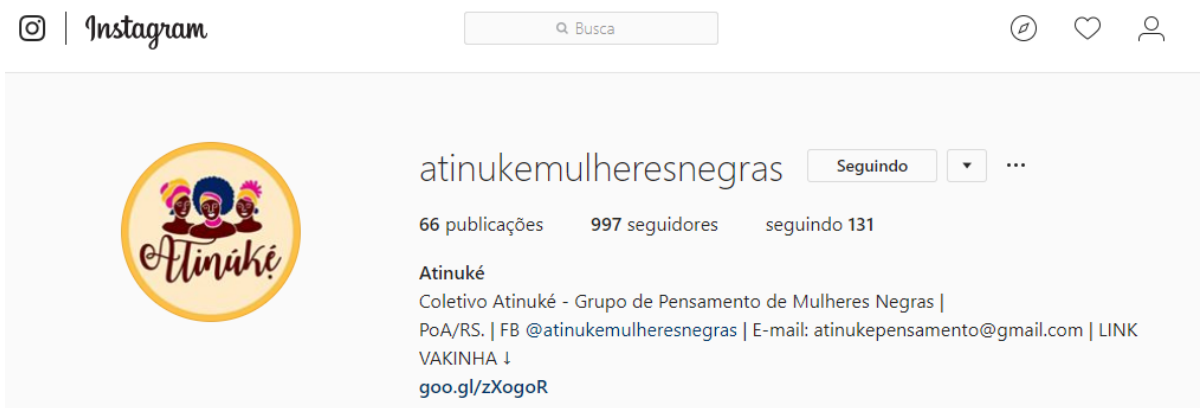 Instagram
Busca
atinukemulheresnegras Seguindo
66 publicações 997 seguidores seguindo 131
Atinúkẹ́
Atinuké
Coletivo Atinuké - Grupo de Pensamento de Mulheres Negras |
PoA/RS. | FB @atinukemulheresnegras | E-mail: atinukepensamento@gmail.com | LINK
VAKINHA ↓
goo.gl/zXogoR